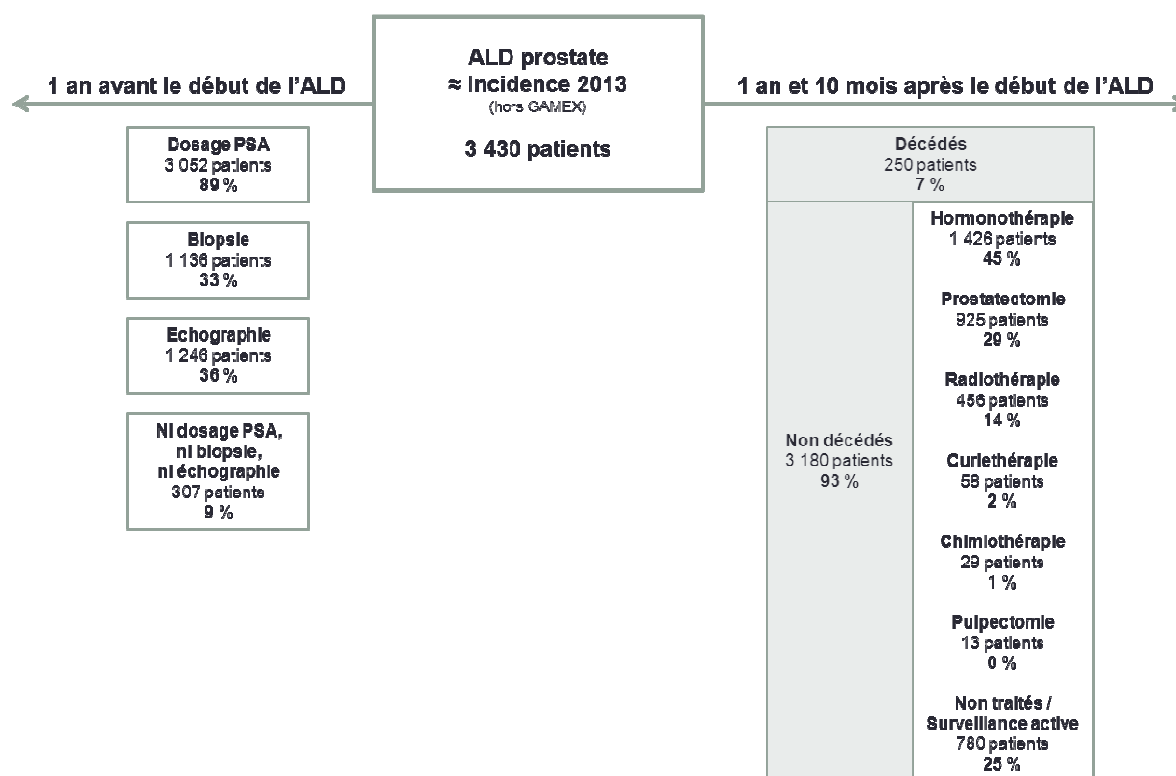 1 an avant le début de l'ALD
ALD prostate
≈ Incidence 2013
(hors GAMEX)
3 430 patients
1 an et 10 mois après le début de l'ALD
Dosage PSA
3 052 patients
89 %
Biopsie
1 136 patients
33 %
Echographie
1 246 patients
36 %
Ni dosage PSA,
ni biopsie,
ni échographie
307 patients
9 %
Décédés
250 patients
7 %
Non décédés
3 180 patients
93 %
Hormonothérapie
1 426 patients
45 %
Prostatectomie
925 patients
29 %
Radiothérapie
456 patients
14 %
Curiethérapie
58 patients
2 %
Chimiothérapie
29 patients
1 %
Pulpectomie
13 patients
0 %
Non traités /
Surveillance active
780 patients
25 %